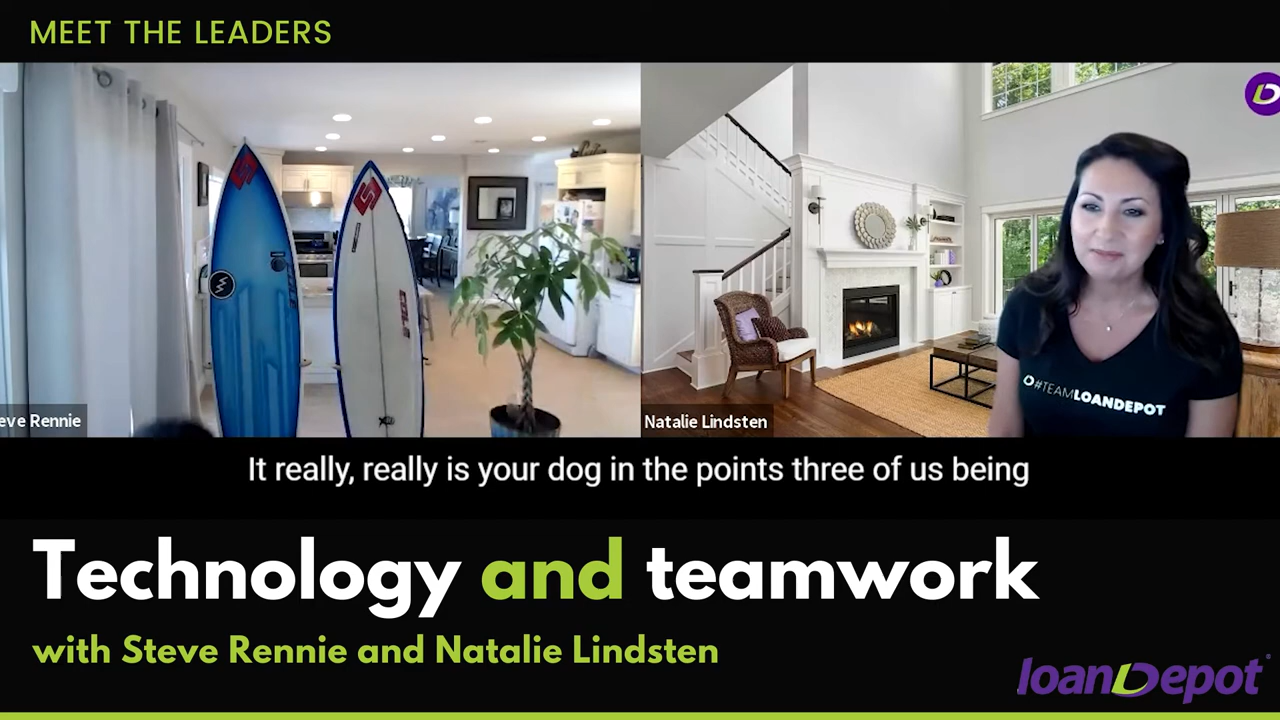 MEET THE LEADERS
eve Rennie
Natalie Lindsten
#TEAMLOANDEPOT
It really, really is your dog in the points three of us being
Technology and teamwork
with Steve Rennie and Natalie Lindsten
loanDepot